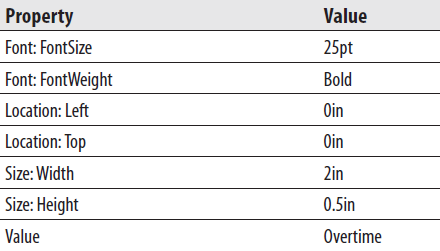 Property Value
Font: FontSize 25pt
Font: FontWeight Bold
Location: Left 0in
Location: Top 0in
Size: Width 2in
Size: Height 0.5in
Value Overtime